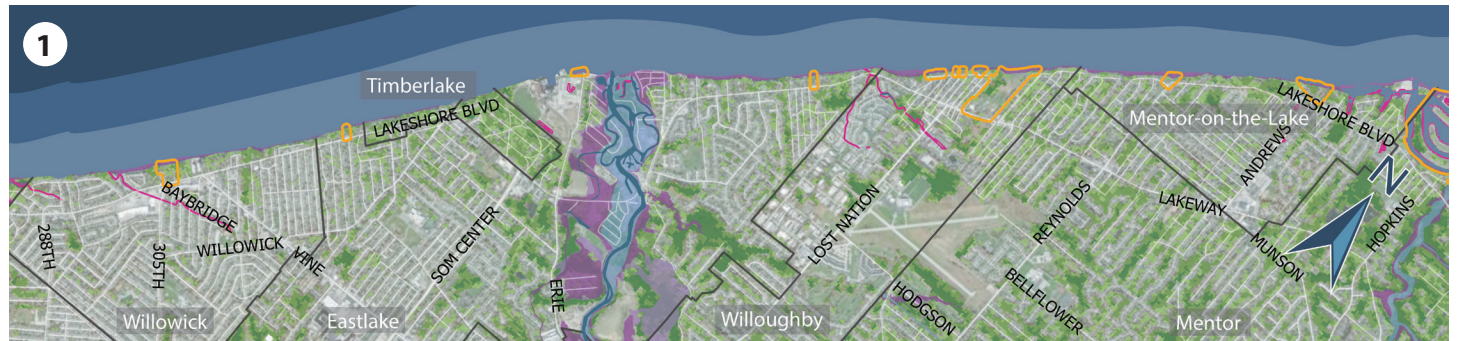 1
Timberlake
LAKESHORE BLVD
LAKESHORE BLVD
Mentor-on-the-Lake
ANDREWS
N
BAYBRIDGE
288TH
305TH
WILLOWICK
VINE
SOM CENTER
ERIE
LOST NATION
REYNOLDS
LAKEWAY
MUNSON
HOPKINS
HODGSON
BELLFLOWER
Willowick
Eastlake
Willoughby
Mentor